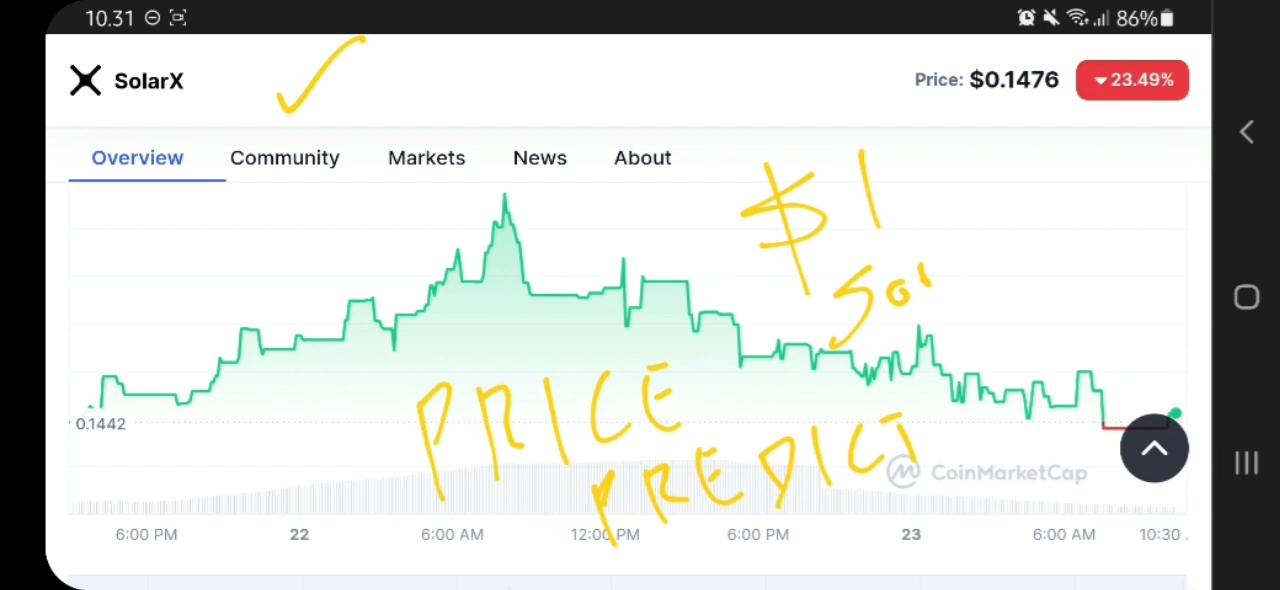 10.31 86%
SolarX Price: $0.1476 23.49%
Overview Community Markets News About
$1
Soo
PRICE
PREDICT
0.1442
CoinMarketCap
6:00 PM 22 6:00 AM 12:00 PM 6:00 PM 23 6:00 AM 10:30